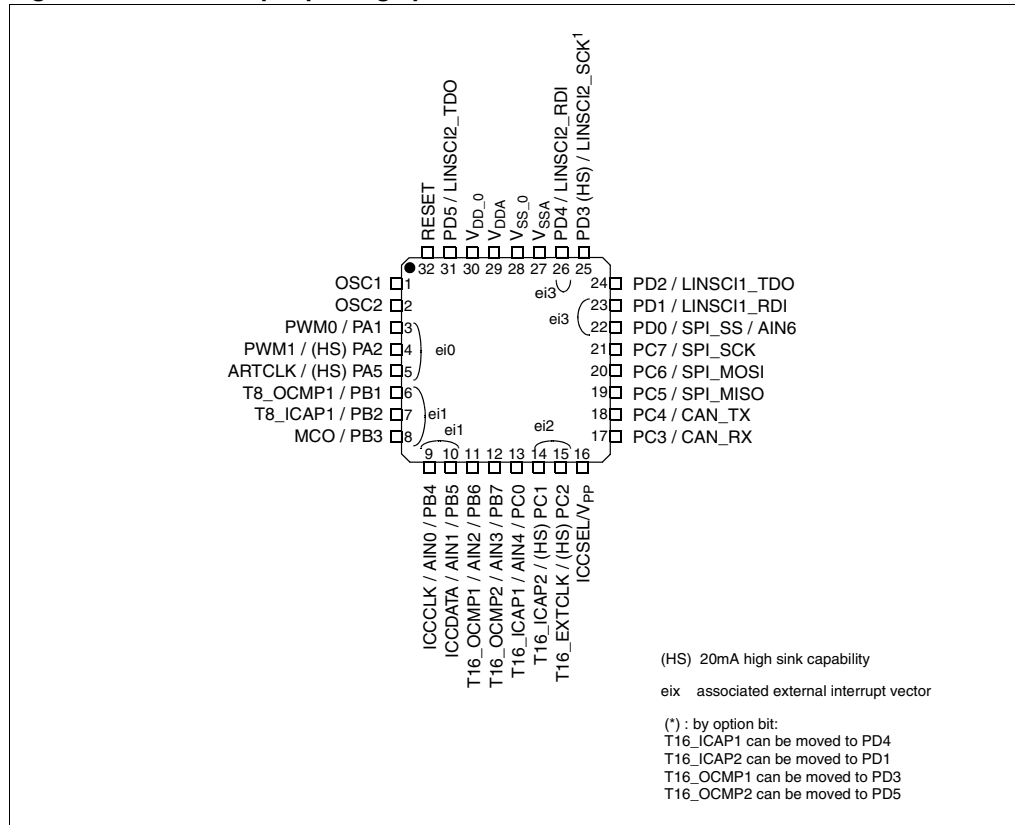 PD5 / LINSCI2_TDO
PD4 / LINSCI2_RDI
PD3 (HS) / LINSCI2_SCK¹
RESET
VDD_0
VDDA
VSS_0
VSSA
32 31 30 29 28 27 26 25
OSC1 1
OSC2 2
PWM0 / PA1 3
PWM1 / (HS) PA2 4
ARTCLK / (HS) PA5 5
T8_OCMP1 / PB1 6
T8_ICAP1 / PB2 7
MCO / PB3 8
ei0
ei1
ei1
ei2
ei3
ei3
24 PD2 / LINSCI1_TDO
23 PD1 / LINSCI1_RDI
22 PD0 / SPI_SS / AIN6
21 PC7 / SPI_SCK
20 PC6 / SPI_MOSI
19 PC5 / SPI_MISO
18 PC4 / CAN_TX
17 PC3 / CAN_RX
9 10 11 12 13 14 15 16
ICCCLK / AIN0 / PB4
ICCDATA / AIN1 / PB5
T16_OCMP1 / AIN2 / PB6
T16_OCMP2 / AIN3 / PB7
T16_ICAP1 / AIN4 / PC0
T16_ICAP2 / (HS) PC1
T16_EXTCLK / (HS) PC2
ICCSEL/VPP
(HS) 20mA high sink capability
eix associated external interrupt vector
(*) : by option bit:
T16_ICAP1 can be moved to PD4
T16_ICAP2 can be moved to PD1
T16_OCMP1 can be moved to PD3
T16_OCMP2 can be moved to PD5